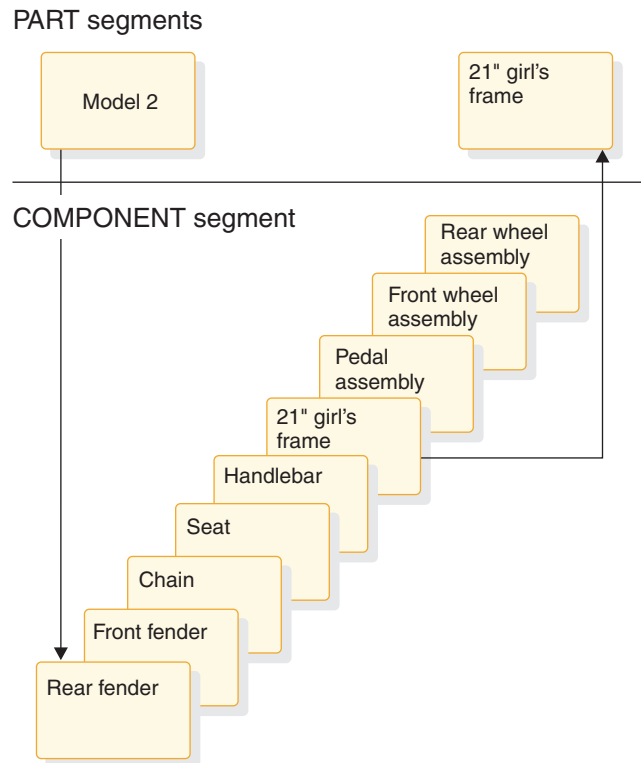 PART segments
Model 2
21" girl's
frame
COMPONENT segment
Rear wheel
assembly
Front wheel
assembly
Pedal
assembly
21" girl's
frame
Handlebar
Seat
Chain
Front fender
Rear fender